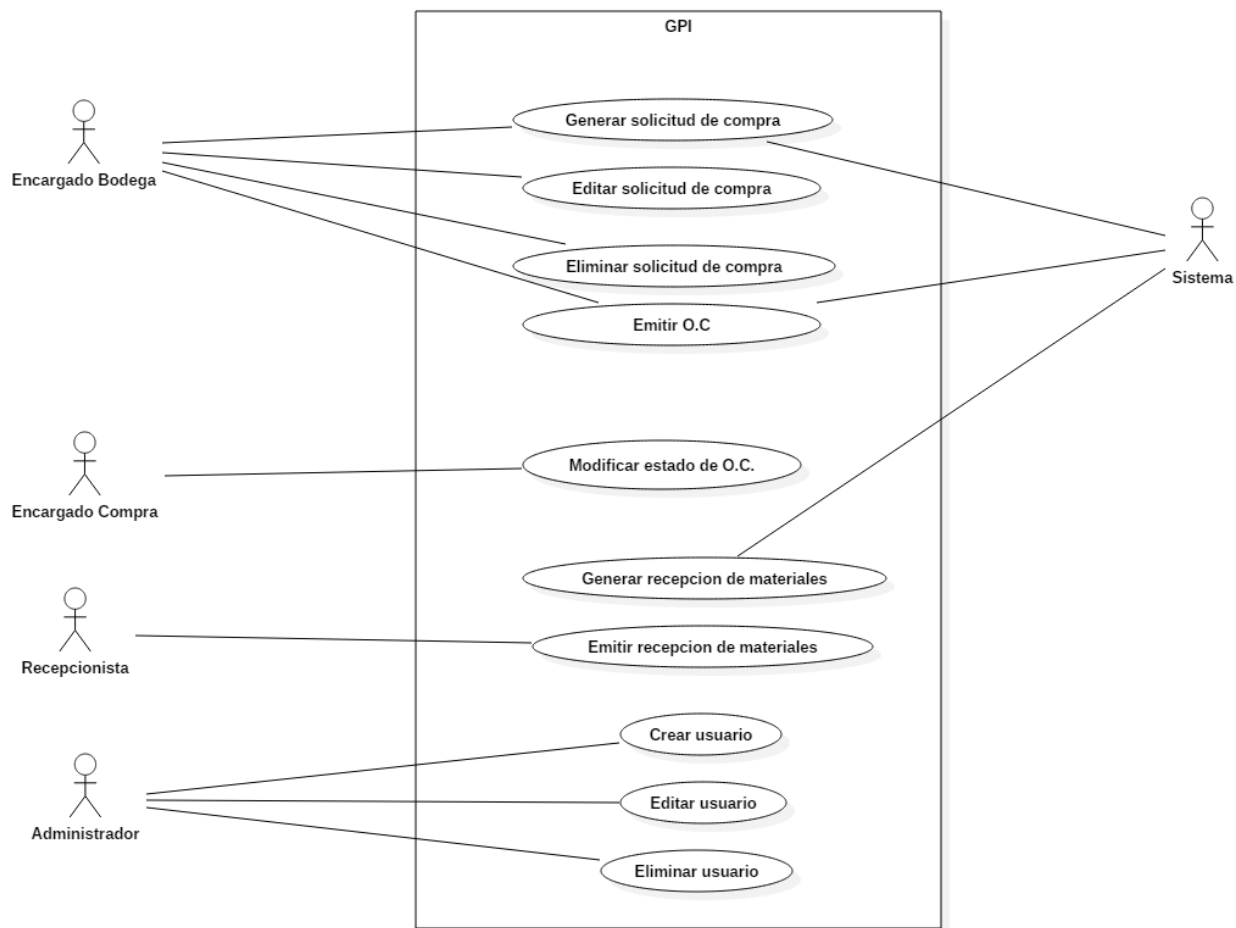 GPI
Generar solicitud de compra
Encargado Bodega
Editar solicitud de compra
Eliminar solicitud de compra
Sistema
Emitir O.C
Modificar estado de O.C.
Encargado Compra
Generar recepcion de materiales
Emitir recepcion de materiales
Recepcionista
Crear usuario
Editar usuario
Administrador
Eliminar usuario